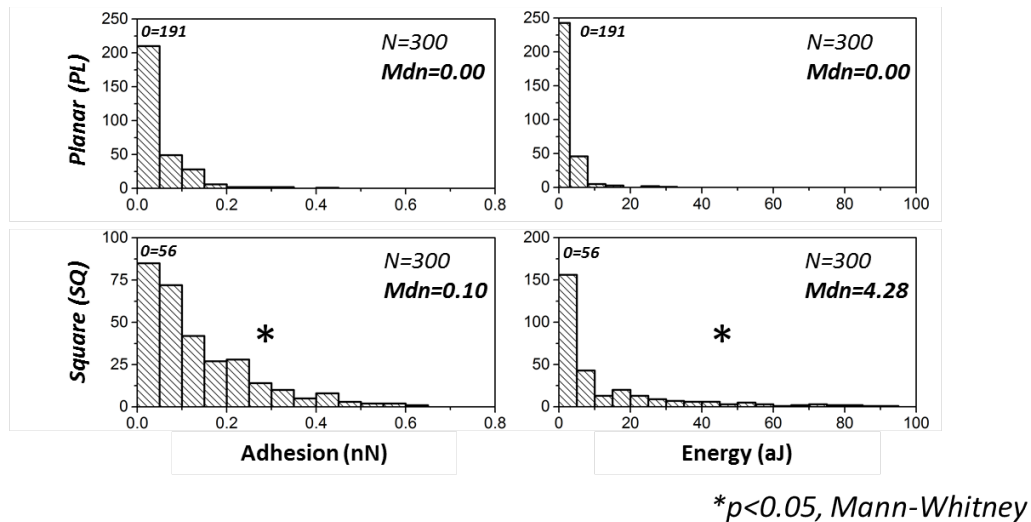 Planar (PL)
250
200
150
100
50
0
0=191
N=300
Mdn=0.00
0.0 0.2 0.4 0.6 0.8
250
200
150
100
50
0
0=191
N=300
Mdn=0.00
0 20 40 60 80 100
Square (SQ)
100
75
50
25
0
0=56
N=300
Mdn=0.10
*
0.0 0.2 0.4 0.6 0.8
Adhesion (nN)
200
150
100
50
0
0=56
N=300
Mdn=4.28
*
0 20 40 60 80 100
Energy (aJ)
*p<0.05, Mann-Whitney